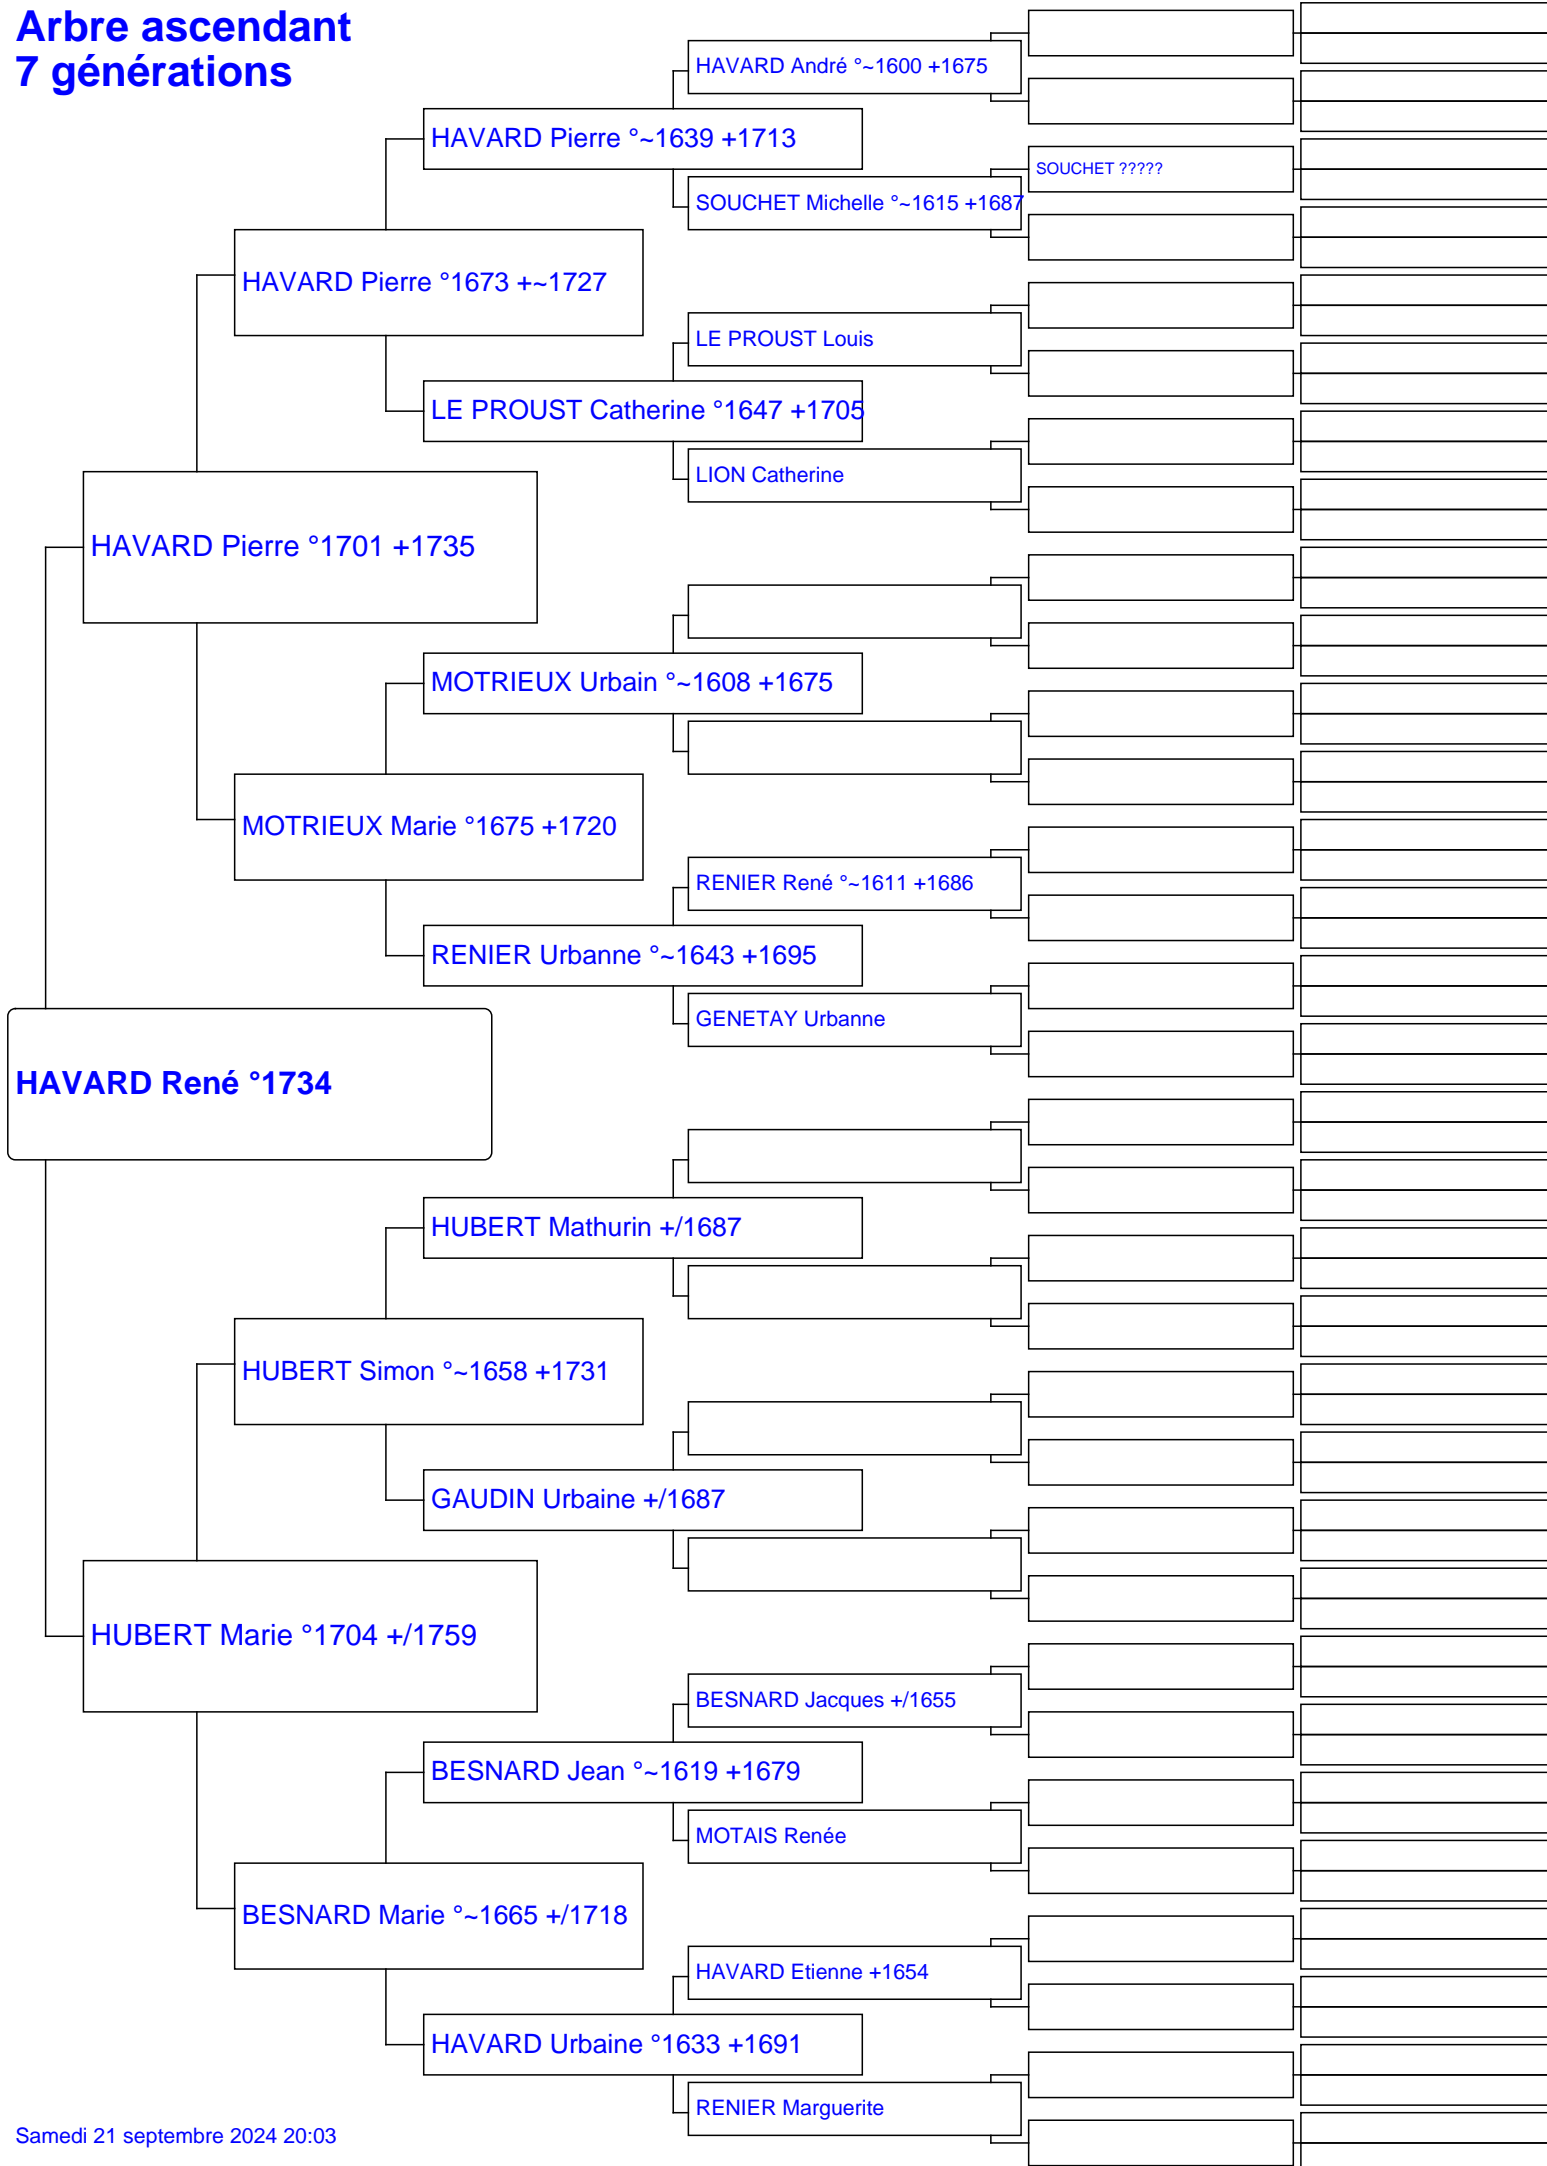 Arbre ascendant
7 générations
HAVARD André °~1600 +1675
HAVARD Pierre °~1639 +1713
SOUCHET ?????
SOUCHET Michelle °~1615 +1687
HAVARD Pierre °1673 +~1727
LE PROUST Louis
LE PROUST Catherine °1647 +1705
LION Catherine
HAVARD Pierre °1701 +1735
MOTRIEUX Urbain °~1608 +1675
MOTRIEUX Marie °1675 +1720
RENIER René °~1611 +1686
RENIER Urbanne °~1643 +1695
GENETAY Urbanne
HAVARD René °1734
HUBERT Mathurin +/1687
HUBERT Simon °~1658 +1731
GAUDIN Urbaine +/1687
HUBERT Marie °1704 +/1759
BESNARD Jacques +/1655
BESNARD Jean °~1619 +1679
MOTAIS Renée
BESNARD Marie °~1665 +/1718
HAVARD Etienne +1654
HAVARD Urbaine °1633 +1691
RENIER Marguerite
Samedi 21 septembre 2024 20:03